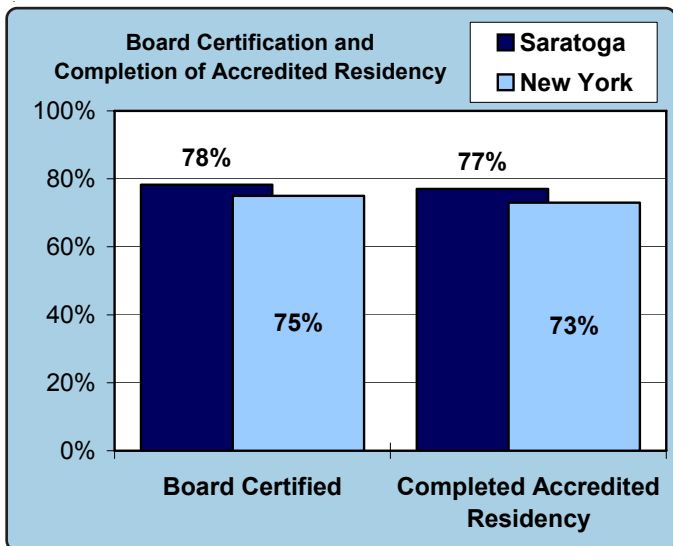 Board Certification and
Completion of Accredited Residency
Saratoga
New York
100%
80%
60%
40%
20%
0%
78%
77%
75%
73%
Board Certified
Completed Accredited
Residency